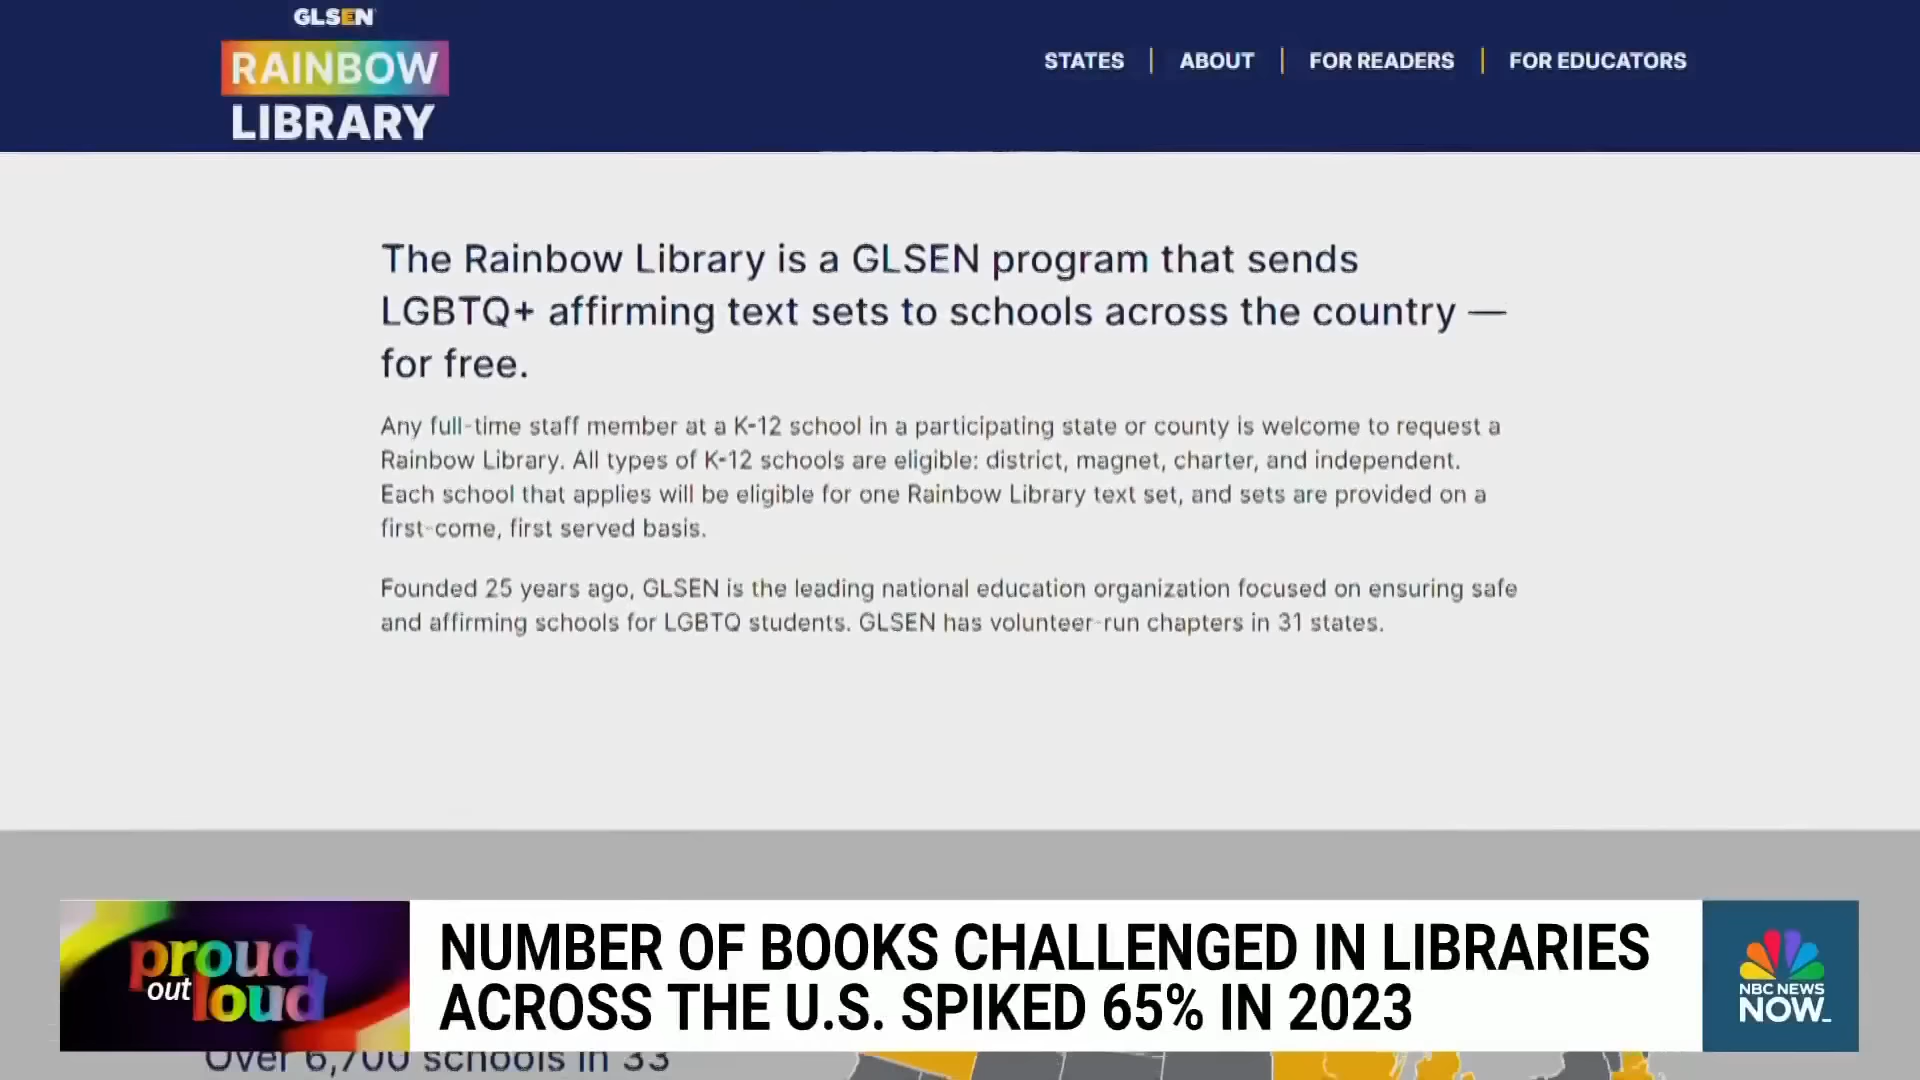 GLSEN
RAINBOW
LIBRARY
STATES
ABOUT
FOR READERS
FOR EDUCATORS
The Rainbow Library is a GLSEN program that sends
LGBTQ+ affirming text sets to schools across the country —
for free.
Any full-time staff member at a K-12 school in a participating state or county is welcome to request a
Rainbow Library. All types of K-12 schools are eligible: district, magnet, charter, and independent.
Each school that applies will be eligible for one Rainbow Library text set, and sets are provided on a
first-come, first served basis.
Founded 25 years ago, GLSEN is the leading national education organization focused on ensuring safe
and affirming schools for LGBTQ students. GLSEN has volunteer-run chapters in 31 states.
proud
out loud
NUMBER OF BOOKS CHALLENGED IN LIBRARIES
ACROSS THE U.S. SPIKED 65% IN 2023
NBC NEWS
NOW
Over 6,700 schools in 33